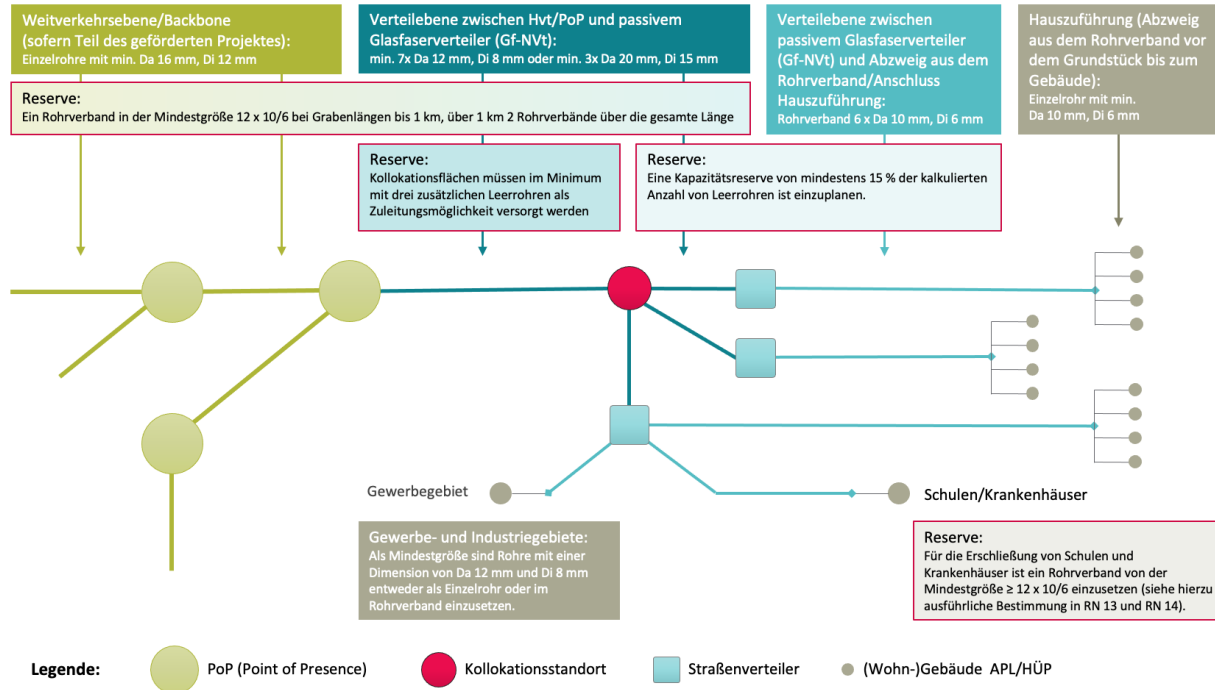 Weitverkehrsebene/Backbone
(sofern Teil des geförderten Projektes):
Einzelrohre mit min. Da 16 mm, Di 12 mm
Verteilebene zwischen Hvt/PoP und passivem
Glasfaserverteiler (Gf-NVt):
min. 7x Da 12 mm, Di 8 mm oder min. 3x Da 20 mm, Di 15 mm
Verteilebene zwischen
passivem Glasfaserverteiler
(Gf-NVt) und Abzweig aus dem
Rohrverband/Anschluss
Hauszuführung:
Rohrverband 6 x Da 10 mm, Di 6 mm
Hauszuführung (Abzweig
aus dem Rohrverband vor
dem Grundstück bis zum
Gebäude):
Einzelrohr mit min.
Da 10 mm, Di 6 mm
Reserve:
Ein Rohrverband in der Mindestgröße 12 x 10/6 bei Grabenlängen bis 1 km, über 1 km 2 Rohrverbände über die gesamte Länge
Reserve:
Kollokationsflächen müssen im Minimum
mit drei zusätzlichen Leerrohren als
Zuleitungsmöglichkeit versorgt werden
Reserve:
Eine Kapazitätsreserve von mindestens 15 % der kalkulierten
Anzahl von Leerrohren ist einzuplanen.
Gewerbegebiet
Schulen/Krankenhäuser
Gewerbe- und Industriegebiete:
Als Mindestgröße sind Rohre mit einer
Dimension von Da 12 mm und Di 8 mm
entweder als Einzelrohr oder im
Rohrverband einzusetzen.
Reserve:
Für die Erschließung von Schulen und
Krankenhäuser ist ein Rohrverband von der
Mindestgröße ≥ 12 x 10/6 einzusetzen (siehe hierzu
ausführliche Bestimmung in RN 13 und RN 14).
Legende:
PoP (Point of Presence)
Kollokationsstandort
Straßenverteiler
(Wohn-)Gebäude APL/HÜP